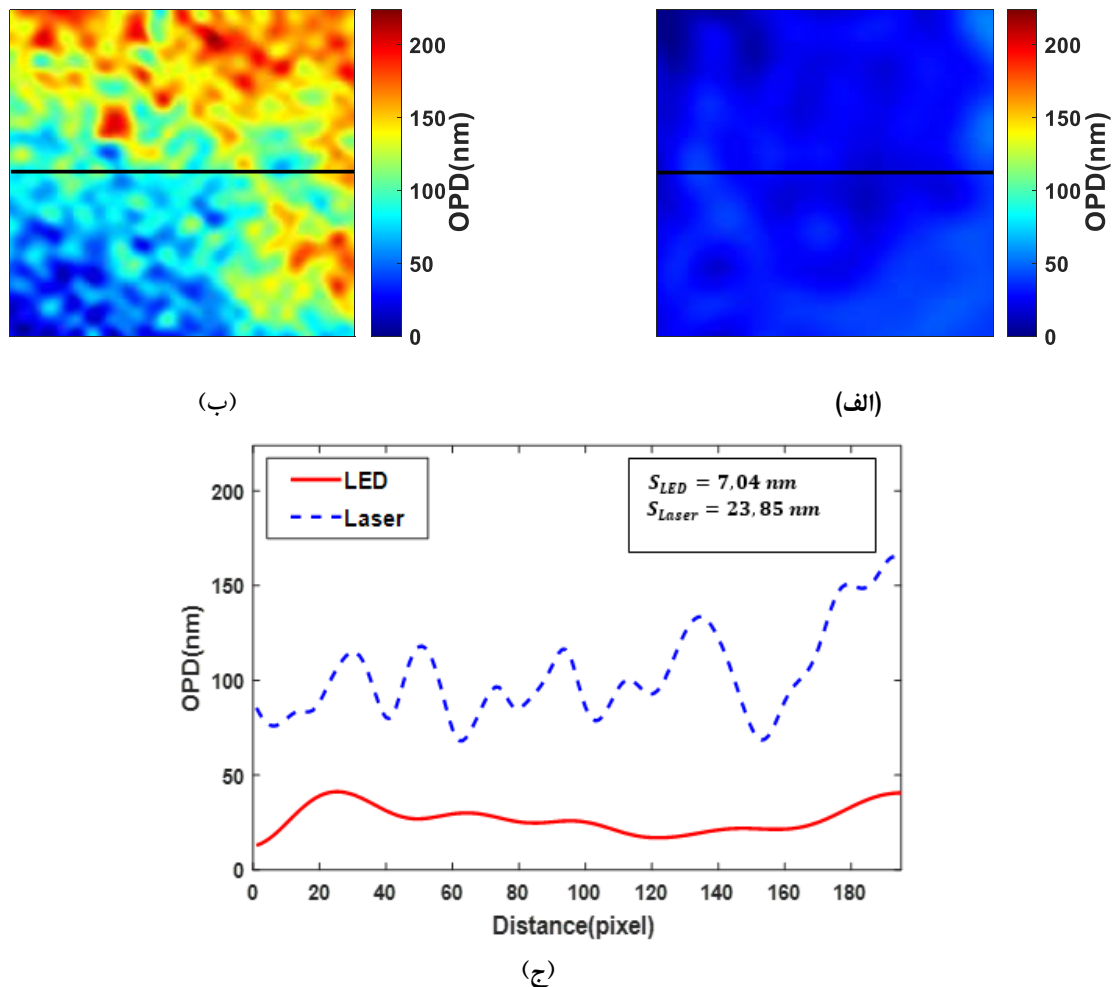 200
150
100
50
0
OPD(nm)
200
150
100
50
0
OPD(nm)
(ب)
(الف)
LED
Laser
S_LED = 7,04 nm
S_Laser = 23,85 nm
200
150
100
50
0
OPD(nm)
0 20 40 60 80 100 120 140 160 180
Distance(pixel)
(ج)